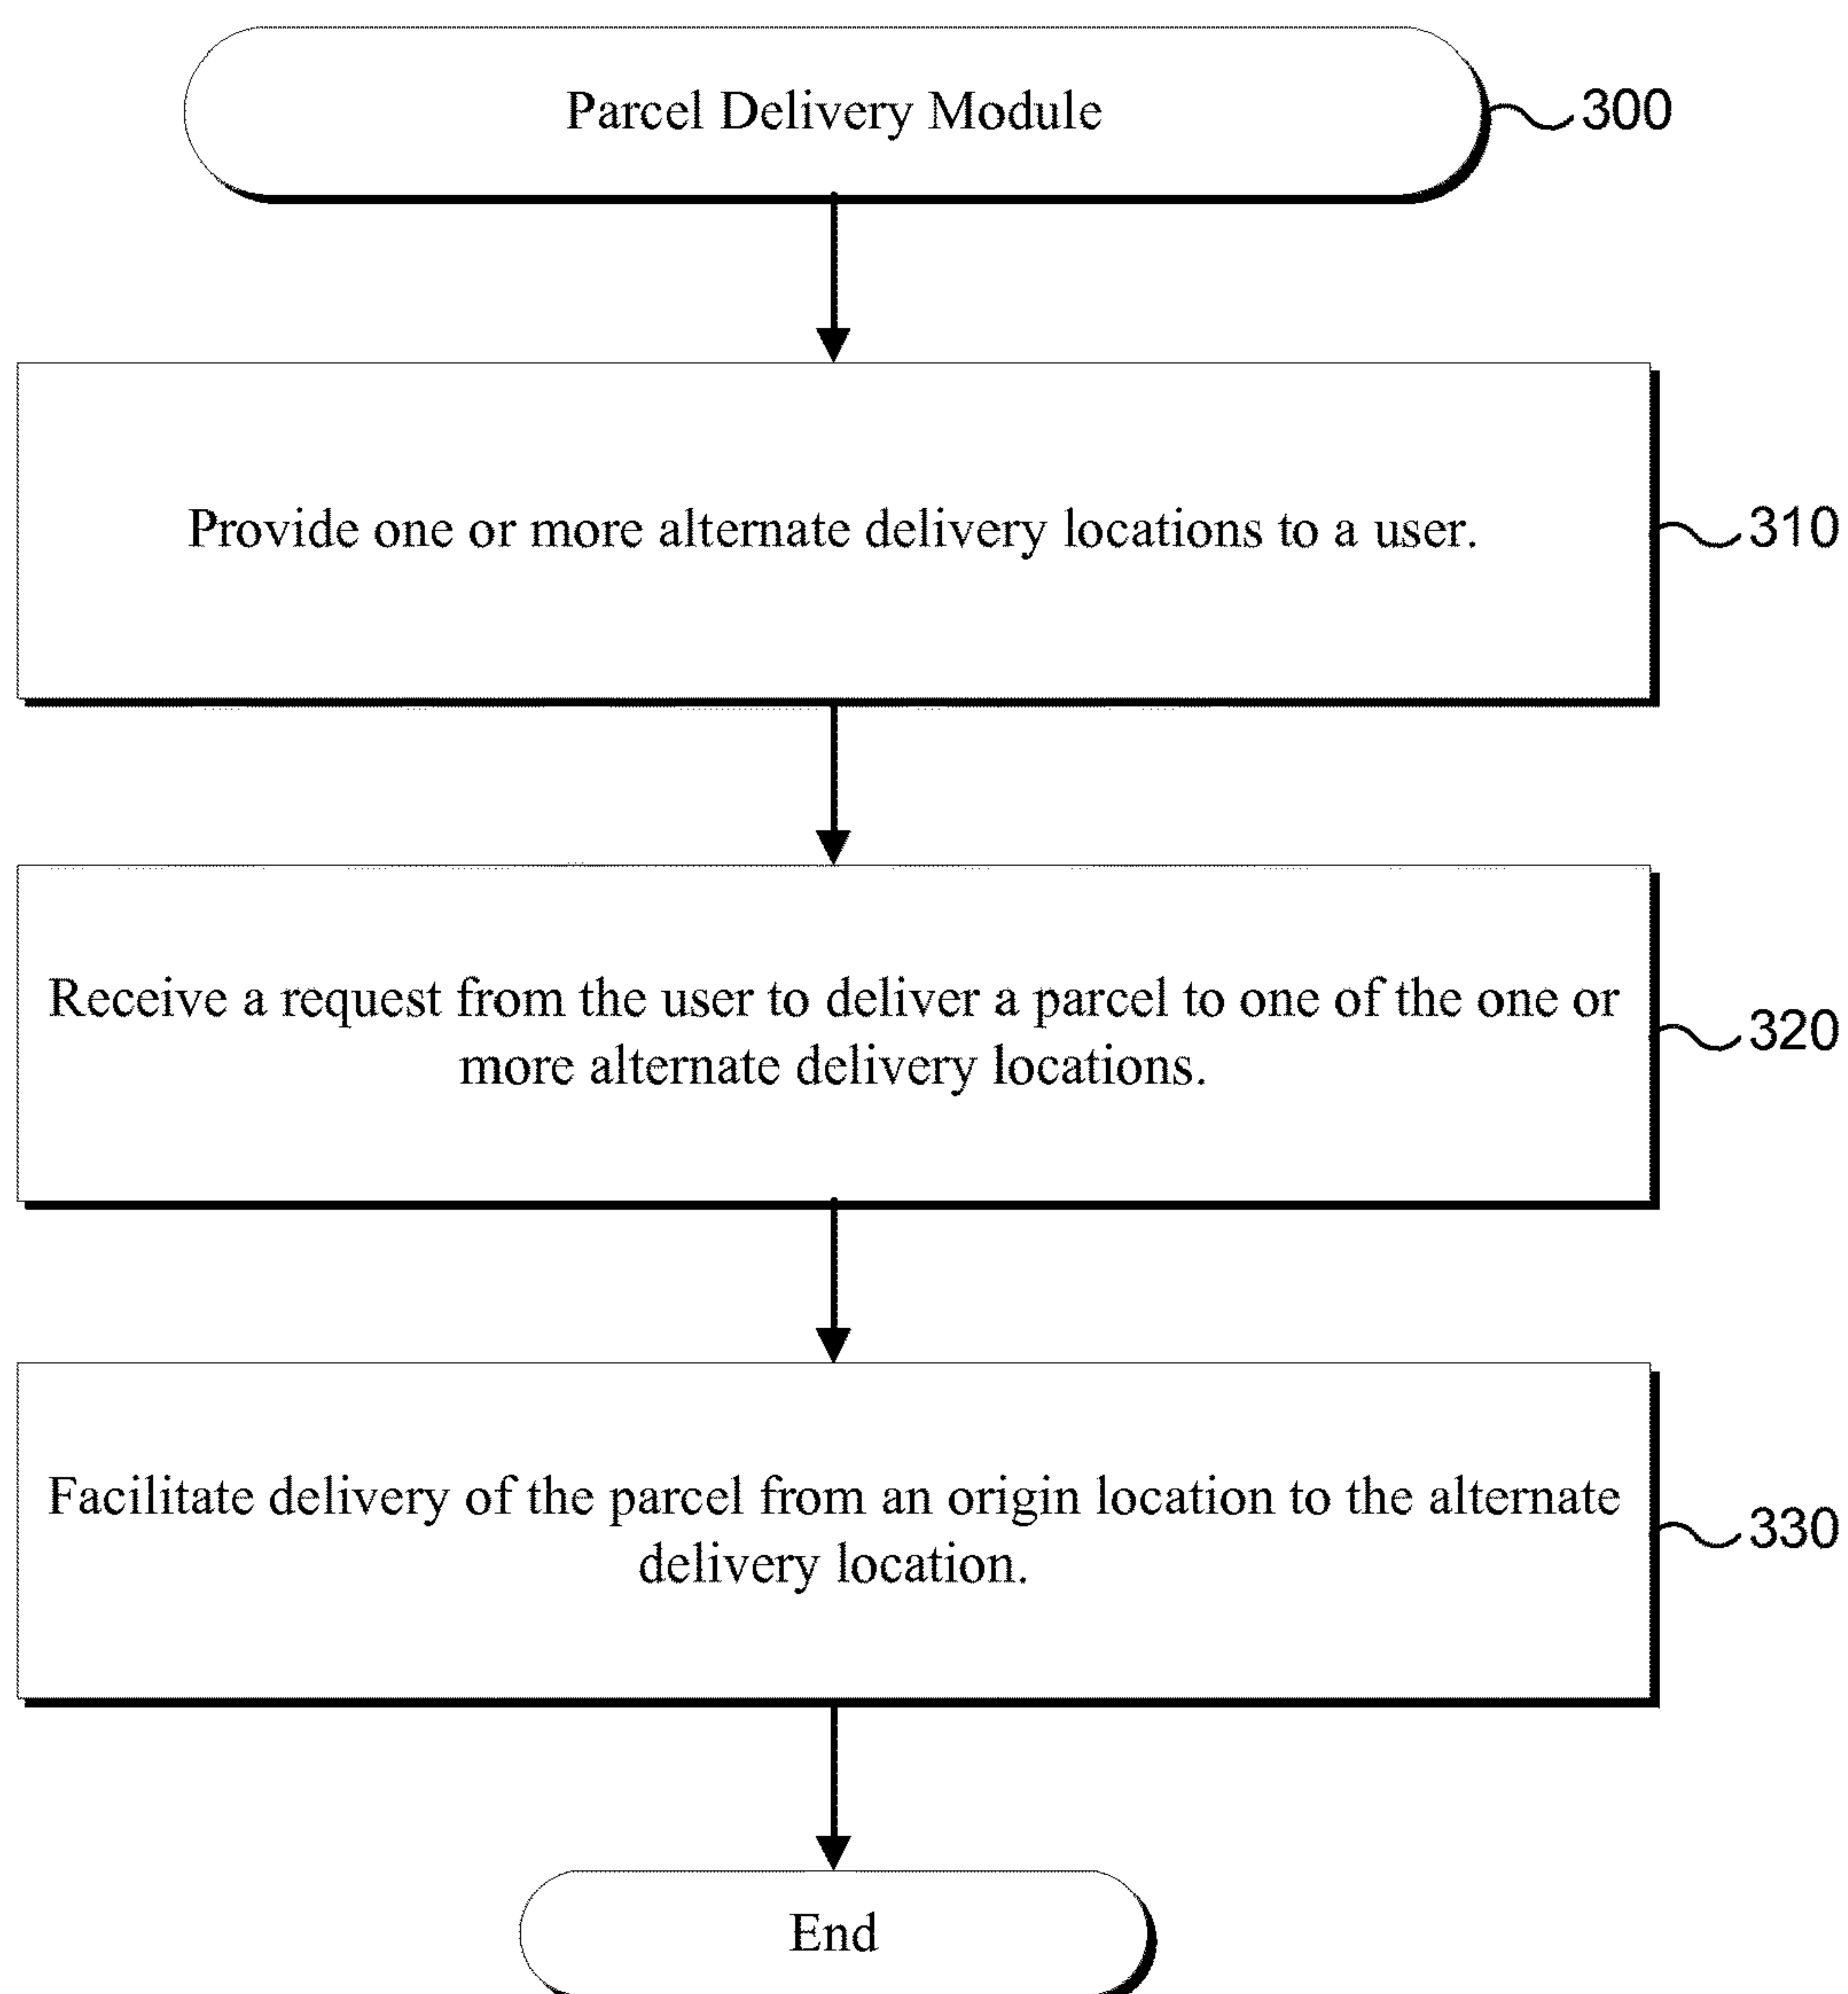 Parcel Delivery Module
300
Provide one or more alternate delivery locations to a user.
310
Receive a request from the user to deliver a parcel to one of the one or
more alternate delivery locations.
320
Facilitate delivery of the parcel from an origin location to the alternate
delivery location.
330
End